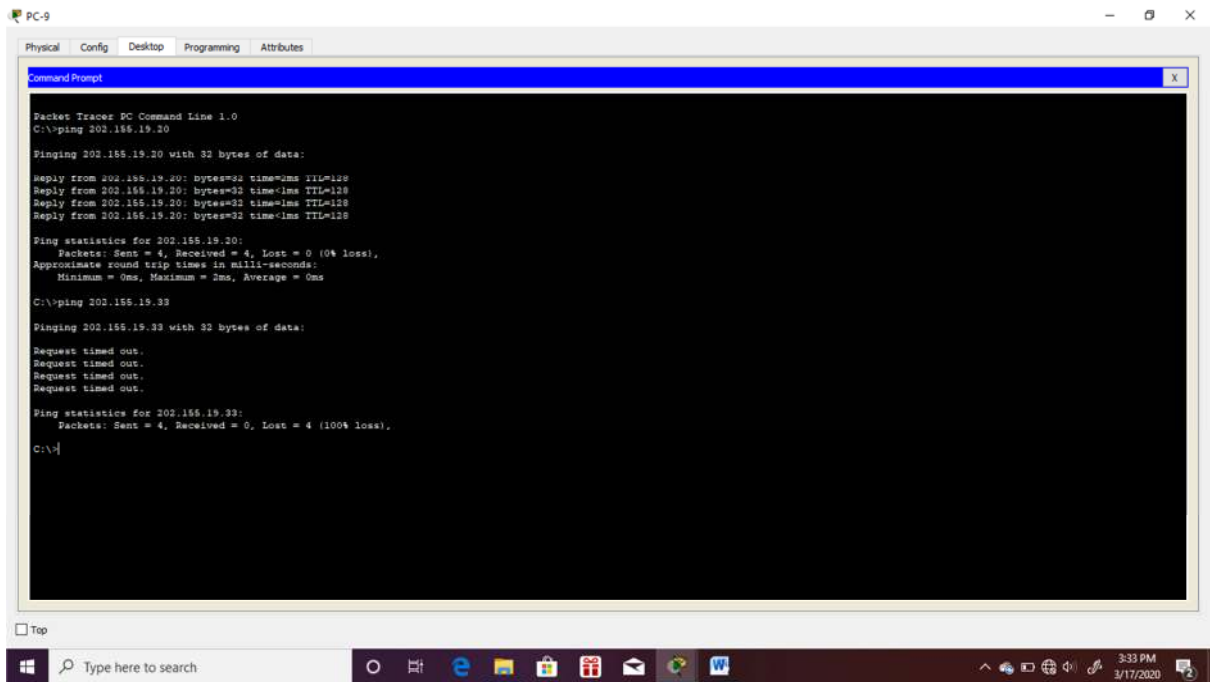 PC-9
Physical Config Desktop Programming Attributes
Command Prompt
X
Packet Tracer PC Command Line 1.0
C:\>ping 202.155.19.20
Pinging 202.155.19.20 with 32 bytes of data:
Reply from 202.155.19.20: bytes=32 time=2ms TTL=128
Reply from 202.155.19.20: bytes=32 time<1ms TTL=128
Reply from 202.155.19.20: bytes=32 time=1ms TTL=128
Reply from 202.155.19.20: bytes=32 time<1ms TTL=128
Ping statistics for 202.155.19.20:
Packets: Sent = 4, Received = 4, Lost = 0 (0% loss),
Approximate round trip times in milli-seconds:
Minimum = 0ms, Maximum = 2ms, Average = 0ms
C:\>ping 202.155.19.33
Pinging 202.155.19.33 with 32 bytes of data:
Request timed out.
Request timed out.
Request timed out.
Request timed out.
Ping statistics for 202.155.19.33:
Packets: Sent = 4, Received = 0, Lost = 4 (100% loss),
C:\>
Top
Type here to search
3:33 PM
3/17/2020
2